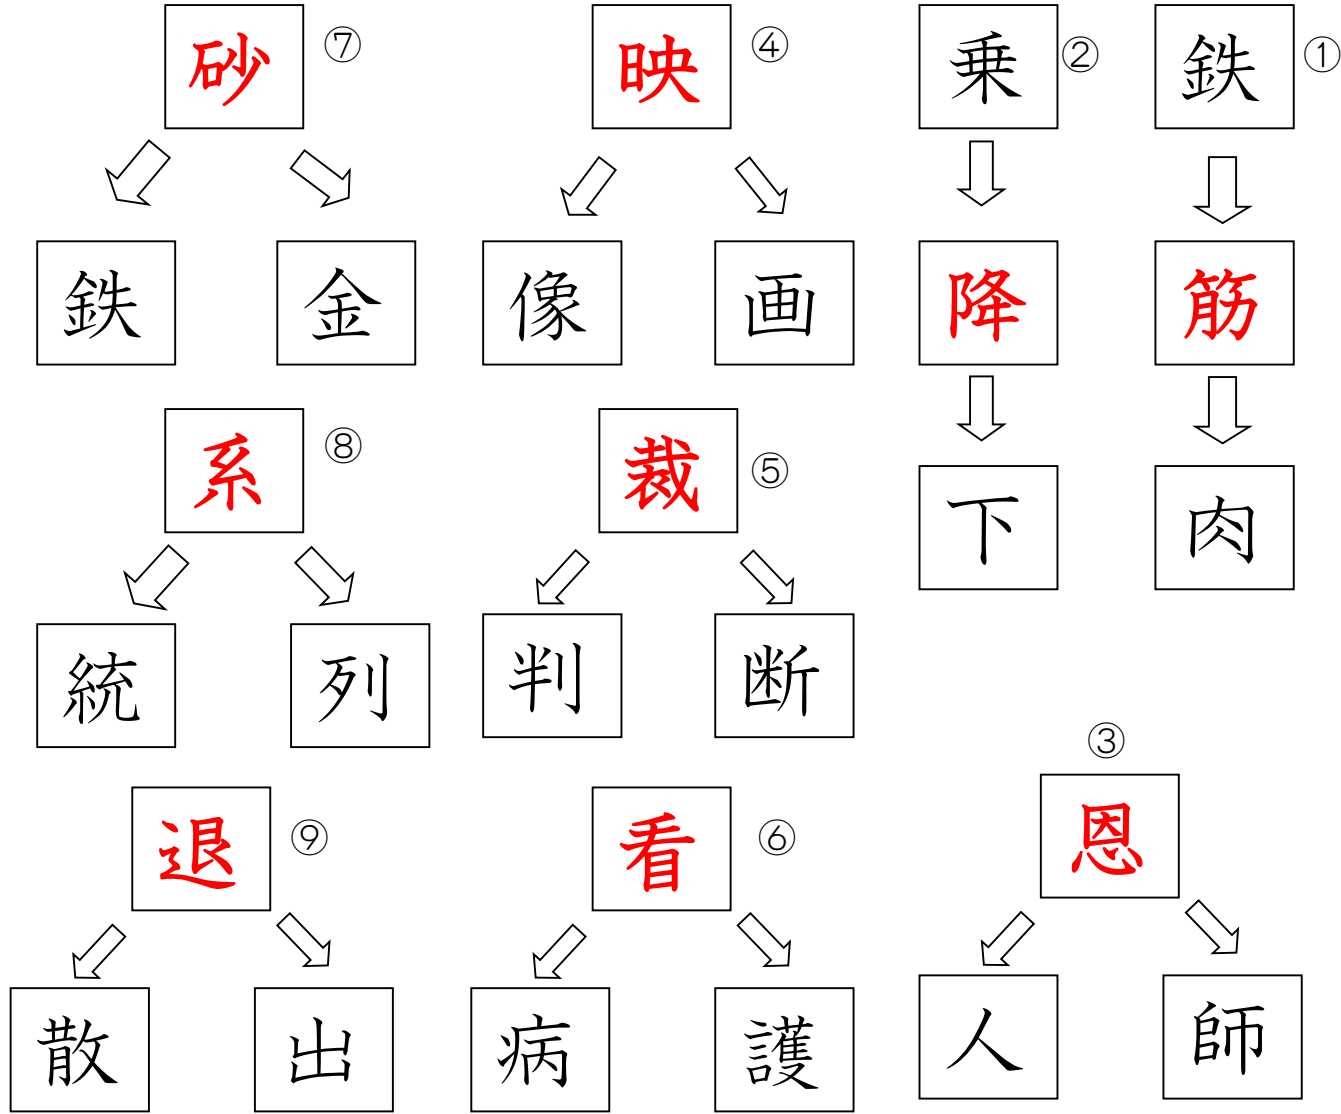 ①
鉄
筋
肉
②
乗
降
下
③
恩
師
人
④
映
画
像
⑤
裁
断
判
⑥
看
護
病
⑦
砂
金
鉄
⑧
系
列
統
⑨
退
出
散